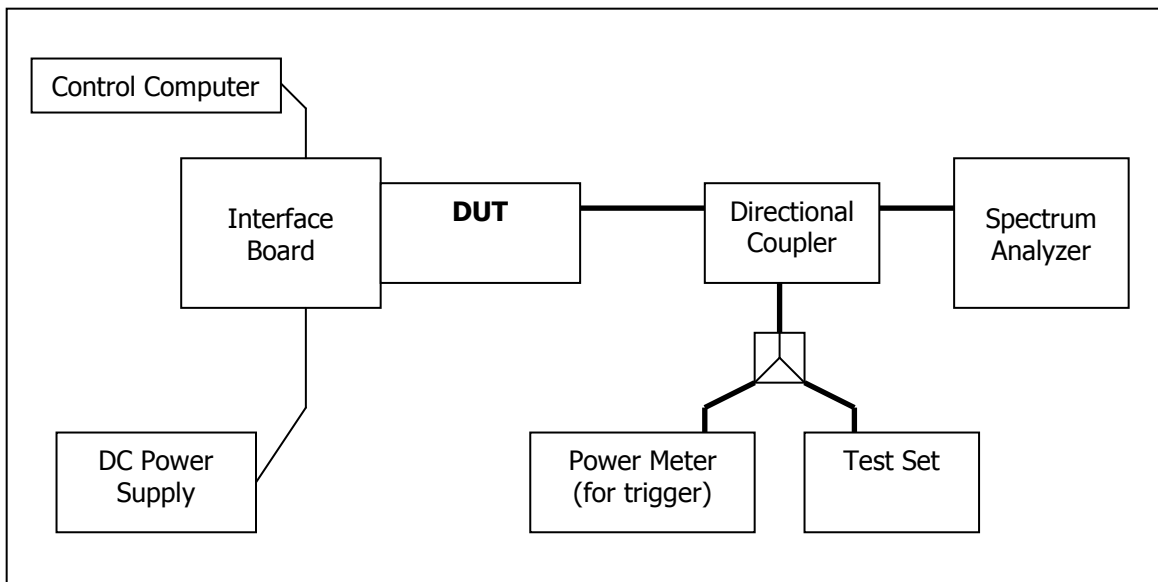 Control Computer
Interface
Board
DUT
Directional
Coupler
Spectrum
Analyzer
DC Power
Supply
Power Meter
(for trigger)
Test Set